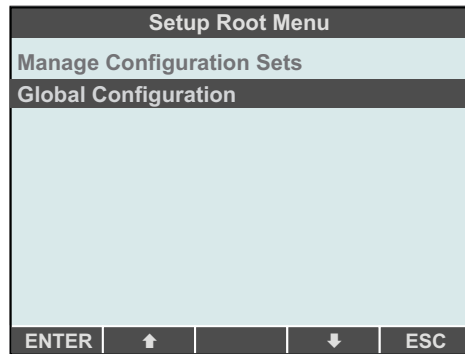 Setup Root Menu
Manage Configuration Sets
Global Configuration
ENTER ⬆ ⬇ ESC